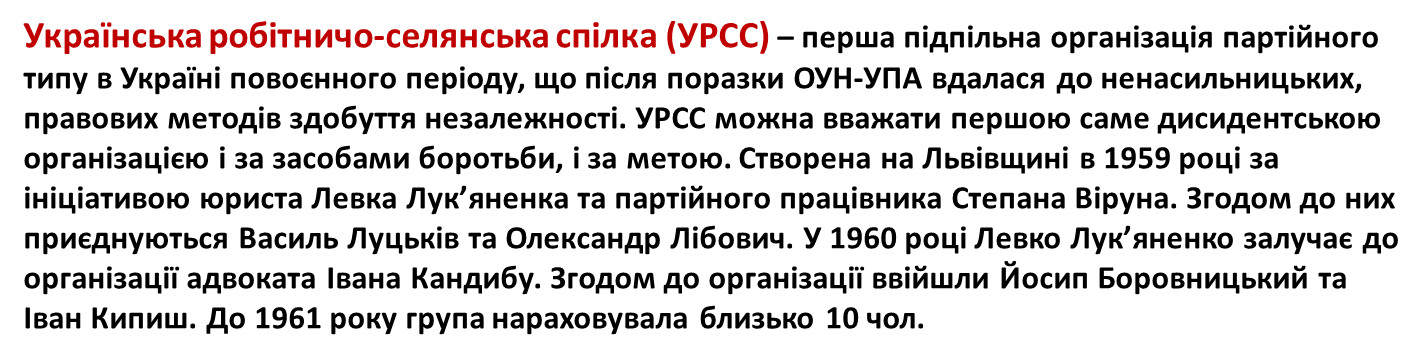 Українська робітничо-селянська спілка (УРСС) – перша підпільна організація партійного
типу в Україні повоєнного періоду, що після поразки ОУН-УПА вдалася до ненасильницьких,
правових методів здобуття незалежності. УРСС можна вважати першою саме дисидентською
організацією і за засобами боротьби, і за метою. Створена на Львівщині в 1959 році за
ініціативою юриста Левка Лук’яненка та партійного працівника Степана Віруна. Згодом до них
приєднуються Василь Луцьків та Олександр Лібович. У 1960 році Левко Лук’яненко залучає до
організації адвоката Івана Кандибу. Згодом до організації ввійшли Йосип Боровницький та
Іван Кипиш. До 1961 року група нараховувала близько 10 чол.